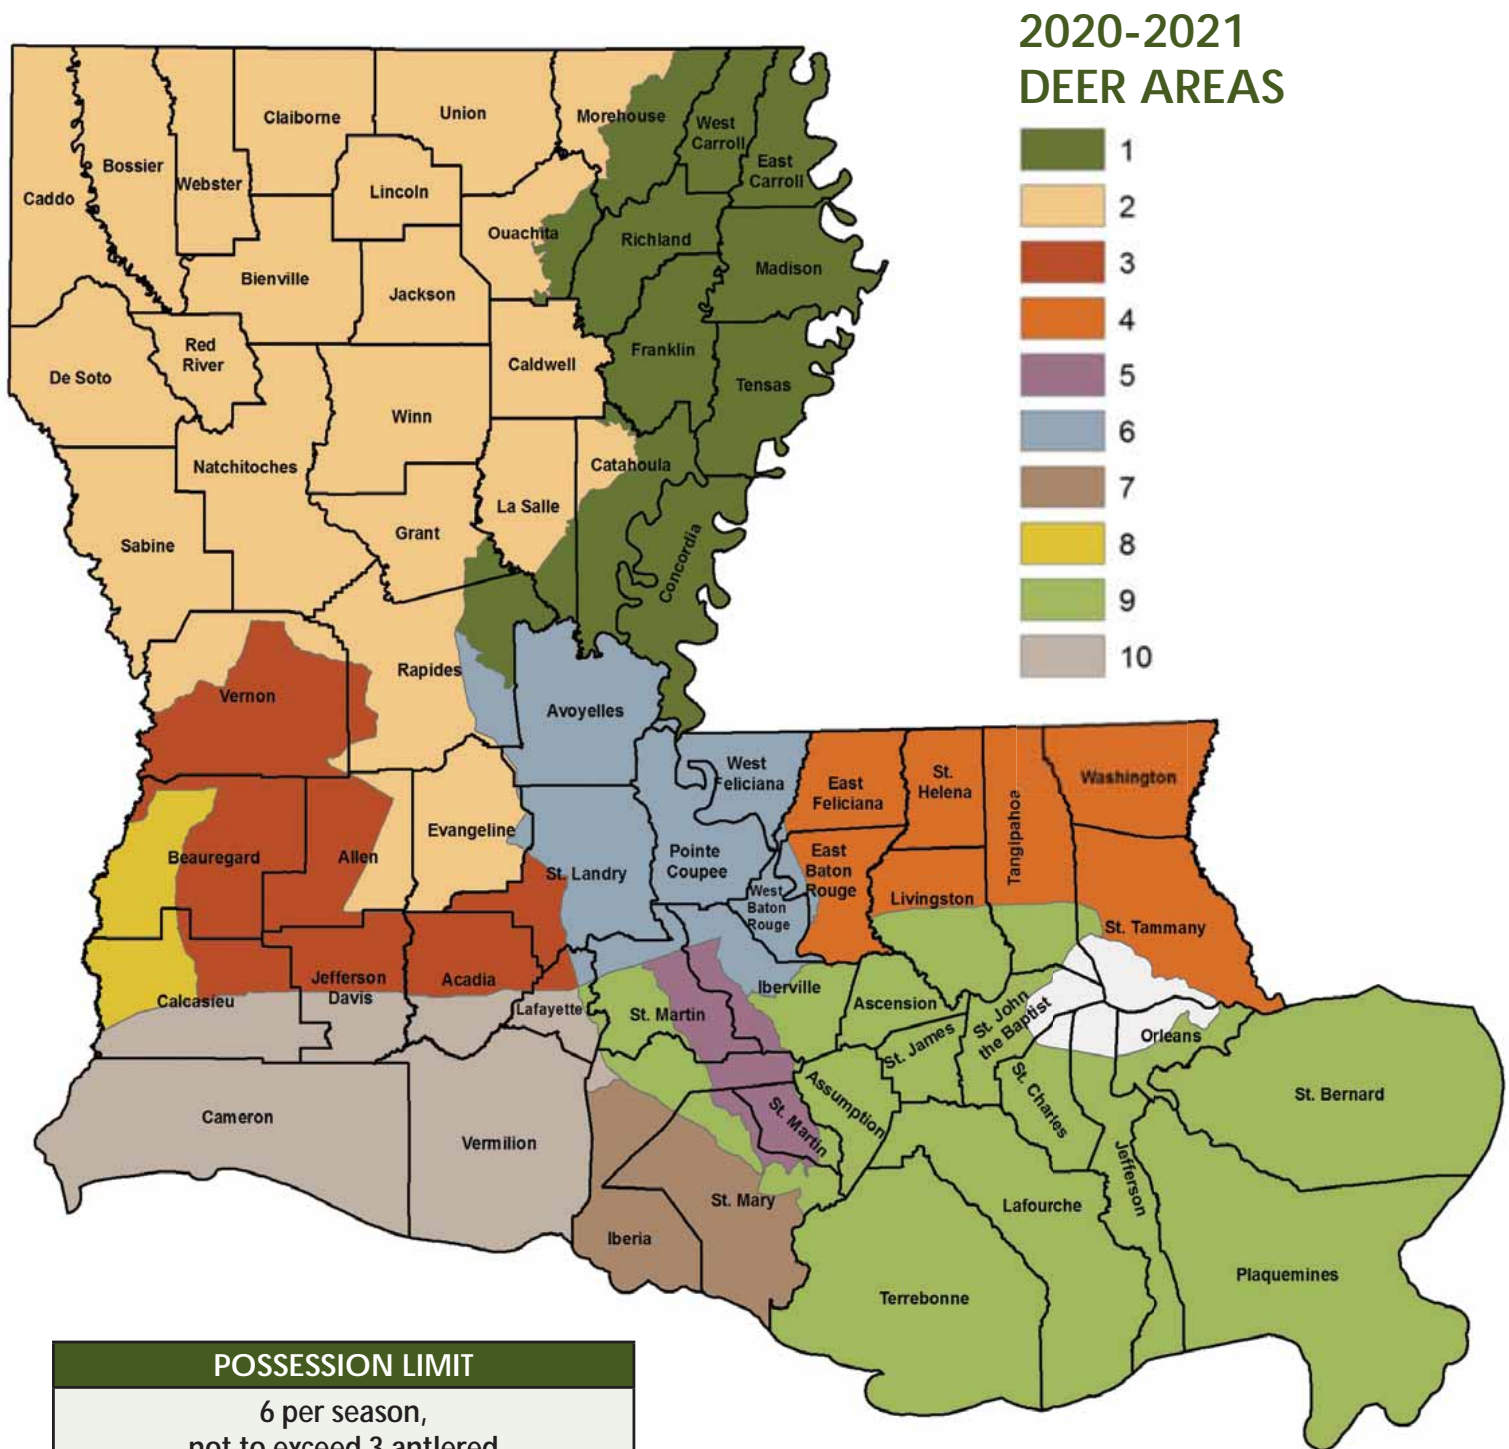 2020-2021
DEER AREAS
1
2
3
4
5
6
7
8
9
10
Caddo
Bossier
Webster
Claiborne
Union
Morehouse
West
Carroll
East
Carroll
Lincoln
Ouachita
Richland
Madison
Bienville
Jackson
Red
River
De Soto
Caldwell
Franklin
Tensas
Winn
Natchitoches
Catahoula
La Salle
Grant
Sabine
Concordia
Rapides
Vernon
Avoyelles
West
Feliciana
East
Feliciana
St.
Helena
Tangipahoa
Washington
Beauregard
Allen
Evangeline
St. Landry
Pointe
Coupee
West
Baton
Rouge
East
Baton
Rouge
Livingston
St. Tammany
Calcasieu
Jefferson
Davis
Acadia
Lafayette
St. Martin
Iberville
Ascension
St. James
St. John
the Baptist
Orleans
St. Bernard
Cameron
Vermilion
St. Martin
Assumption
St. Charles
Jefferson
Iberia
St. Mary
Lafourche
Terrebonne
Plaquemines
POSSESSION LIMIT
6 per season,
not to exceed 3 antlered